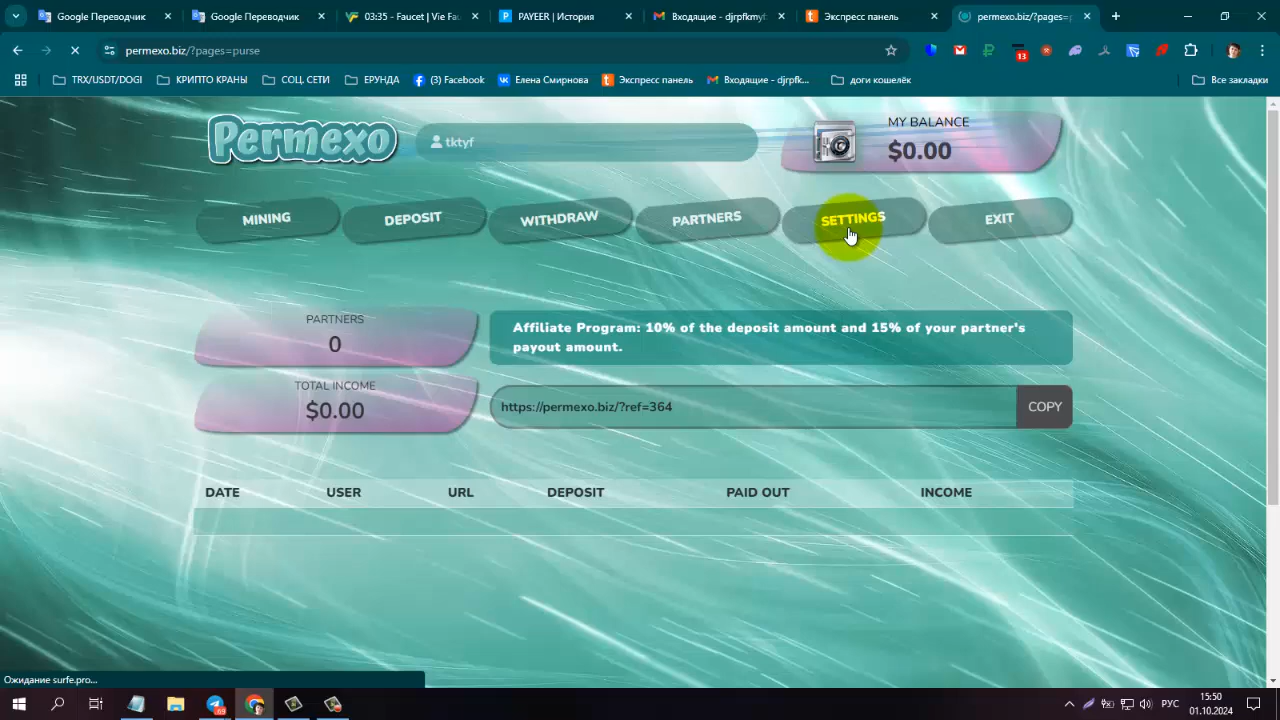 Google Переводчик
Google Переводчик
03:35 - Faucet | Vie Fau
PAYEER | История
Входящие - djrpfkmyf
Экспресс панель
permexo.biz/?pages=p
permexo.biz/?pages=purse
13
TRX/USDT/DOGI
КРИПТО КРАНЫ
СОЦ. СЕТИ
ЕРУНДА
(3) Facebook
Елена Смирнова
Экспресс панель
Входящие - djrpfk...
доги кошелёк
Все закладки
Permexo
tktyf
MY BALANCE
$0.00
MINING
DEPOSIT
WITHDRAW
PARTNERS
SETTINGS
EXIT
PARTNERS
0
Affiliate Program: 10% of the deposit amount and 15% of your partner's
payout amount.
TOTAL INCOME
$0.00
https://permexo.biz/?ref=364
COPY
DATE USER URL DEPOSIT PAID OUT INCOME
Ожидание surfe.pro...
РУС
15:50
01.10.2024